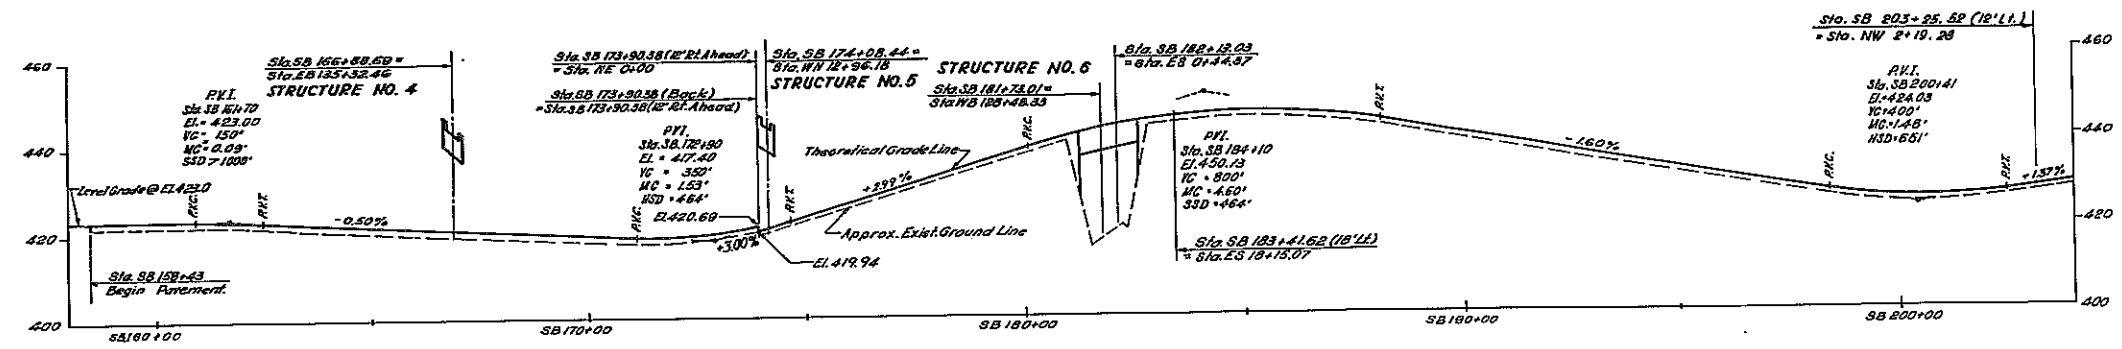 460
440
420
400
Level Grade @ El.423.0
Sta. SB 158+43
Begin Pavement.
P.V.I.
Sta. SB 161+70
El. = 423.00
VC = 150'
MC = 0.09'
SSD > 1000'
P.V.C.
P.V.T.
-0.50%
Sta. SB 166+88.69 =
Sta. EB 135+32.46
STRUCTURE NO. 4
Sta. SB 173+90.38 (12' Rt. Ahead)
= Sta. NE 0+00
Sta. SB 173+90.38 (Back)
= Sta. SB 173+90.38 (12' Rt. Ahead)
P.V.I.
Sta. SB 172+90
El. = 417.40
VC = 350'
MC = 1.53'
HSD = 464'
El. 420.69
P.V.C.
+3.00%
El. 419.94
P.V.T.
Sta. SB 174+08.44 =
Sta. WN 12+96.18
STRUCTURE NO. 5
Theoretical Grade Line
+2.99%
Approx. Exist. Ground Line
STRUCTURE NO. 6
Sta. SB 181+73.01 =
Sta. WB 128+48.33
P.V.C.
Sta. SB 182+13.03
= Sta. ES 0+44.87
P.V.I.
Sta. SB 184+10
El. 450.13
VC = 800'
MC = 4.60'
SSD = 464'
Sta. SB 183+41.62 (18' Lt)
= Sta. ES 18+15.07
P.V.T.
-1.60%
Sta. SB 203+25.52 (12' Lt.)
= Sta. NW 2+19.28
P.V.I.
Sta. SB 200+41
El. = 424.03
VC = 400'
MC = 1.48'
HSD = 661'
P.V.C.
P.V.T.
+1.37%
460
440
420
400
SB 160+00
SB 170+00
SB 180+00
SB 190+00
SB 200+00